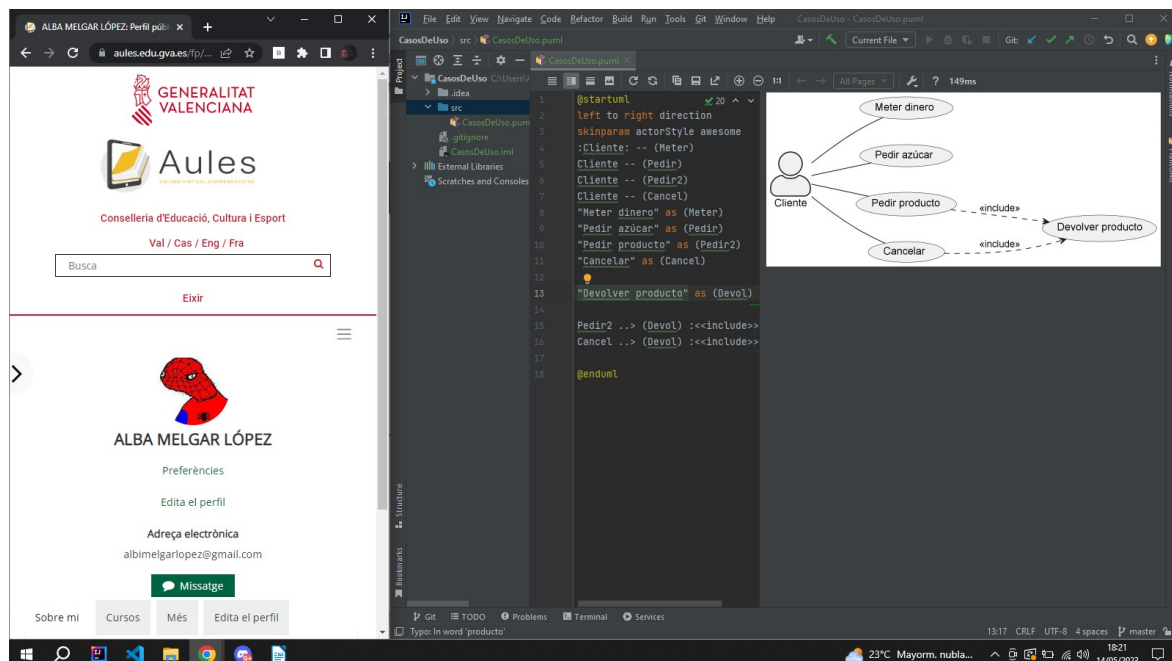 ALBA MELGAR LÓPEZ: Perfil públ
aules.edu.gva.es/fp/...
GENERALITAT
VALENCIANA
Aules
Conselleria d'Educació, Cultura i Esport
Val / Cas / Eng / Fra
Busca
Eixir
ALBA MELGAR LÓPEZ
Preferències
Edita el perfil
Adreça electrònica
albimelgarlopez@gmail.com
Missatge
Sobre mi Cursos Més Edita el perfil
File Edit View Navigate Code Refactor Build Run Tools Git Window Help CasosDeUso - CasosDeUso.puml
CasosDeUso src CasosDeUso.puml
Current File Git:
Project
CasosDeUso.puml
CasosDeUso C:\Users\
.idea
src
CasosDeUso.pum
.gitignore
CasosDeUso.iml
External Libraries
Scratches and Consoles
1:1 All Pages ? 149ms
20
1 @startuml
2 left to right direction
3 skinparam actorStyle awesome
4 :Cliente: -- (Meter)
5 Cliente -- (Pedir)
6 Cliente -- (Pedir2)
7 Cliente -- (Cancel)
8 "Meter dinero" as (Meter)
9 "Pedir azúcar" as (Pedir)
10 "Pedir producto" as (Pedir2)
11 "Cancelar" as (Cancel)
12
13 "Devolver producto" as (Devol)
14
15 Pedir2 ..> (Devol) :<<include>>
16 Cancel ..> (Devol) :<<include>>
17
18 @enduml
Meter dinero
Pedir azúcar
Cliente
Pedir producto
«include»
Devolver producto
Cancelar
«include»
Structure
Bookmarks
Git TODO Problems Terminal Services
Typo: In word 'producto'
13:17 CRLF UTF-8 4 spaces master
23°C Mayorm. nubla...
18:21
14/05/2023